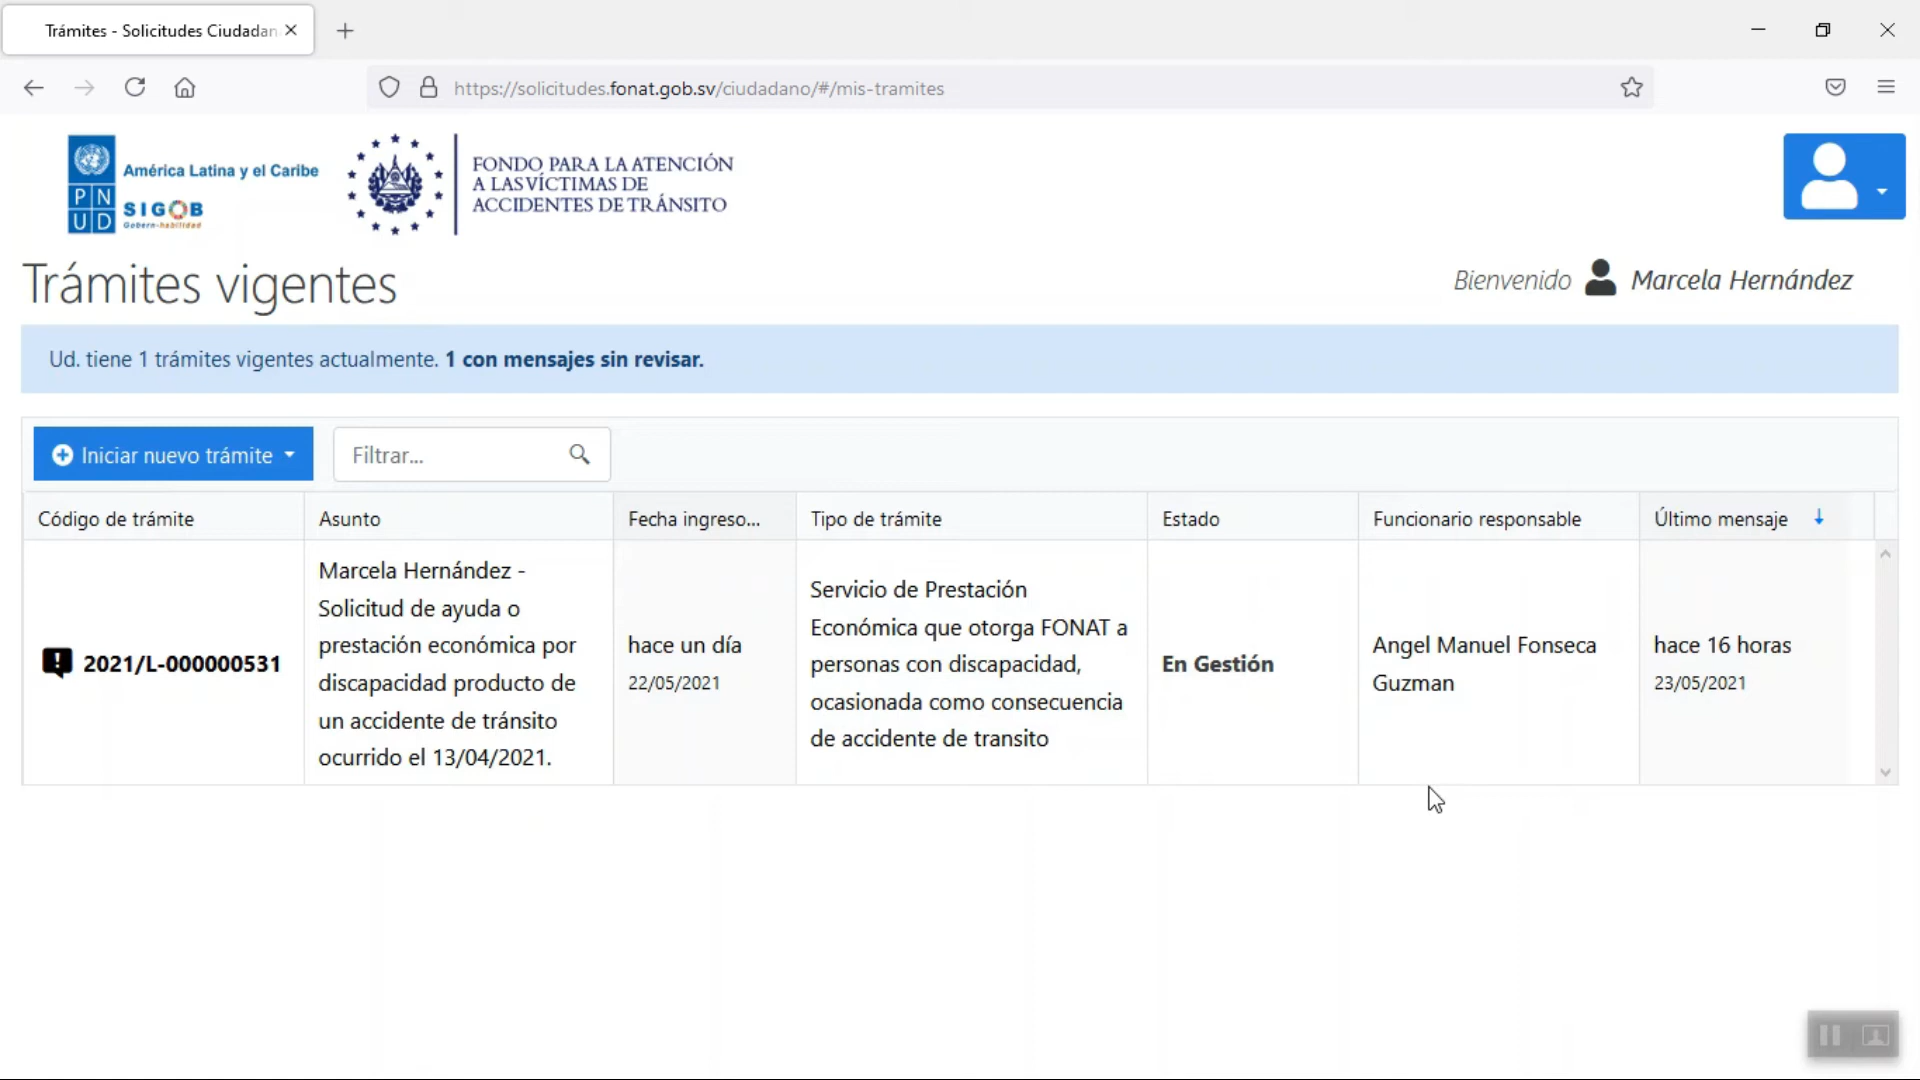 Trámites - Solicitudes Ciudadan
https://solicitudes.fonat.gob.sv/ciudadano/#/mis-tramites
PN
UD
América Latina y el Caribe
SIGOB
Gobern-habilidad
FONDO PARA LA ATENCIÓN
A LAS VÍCTIMAS DE
ACCIDENTES DE TRÁNSITO
Trámites vigentes
Bienvenido Marcela Hernández
Ud. tiene 1 trámites vigentes actualmente. 1 con mensajes sin revisar.
Iniciar nuevo trámite
Filtrar...
Código de trámite
Asunto
Fecha ingreso...
Tipo de trámite
Estado
Funcionario responsable
Último mensaje
2021/L-000000531
Marcela Hernández -
Solicitud de ayuda o
prestación económica por
discapacidad producto de
un accidente de tránsito
ocurrido el 13/04/2021.
hace un día
22/05/2021
Servicio de Prestación
Económica que otorga FONAT a
personas con discapacidad,
ocasionada como consecuencia
de accidente de transito
En Gestión
Angel Manuel Fonseca
Guzman
hace 16 horas
23/05/2021